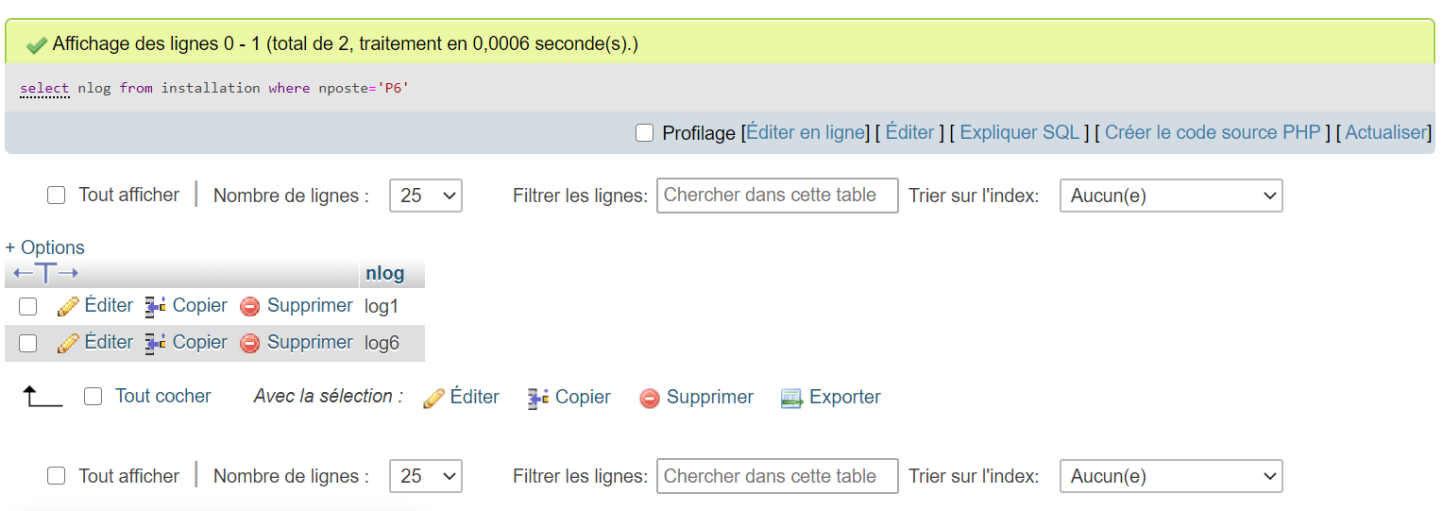 Affichage des lignes 0 - 1 (total de 2, traitement en 0,0006 seconde(s).)
select nlog from installation where nposte='P6'
Profilage [Éditer en ligne] [ Éditer ] [ Expliquer SQL ] [ Créer le code source PHP ] [ Actualiser]
Tout afficher | Nombre de lignes : 25 Filtrer les lignes: Chercher dans cette table Trier sur l'index: Aucun(e)
+ Options
←T→ nlog
Éditer Copier Supprimer log1
Éditer Copier Supprimer log6
Tout cocher Avec la sélection : Éditer Copier Supprimer Exporter
Tout afficher | Nombre de lignes : 25 Filtrer les lignes: Chercher dans cette table Trier sur l'index: Aucun(e)